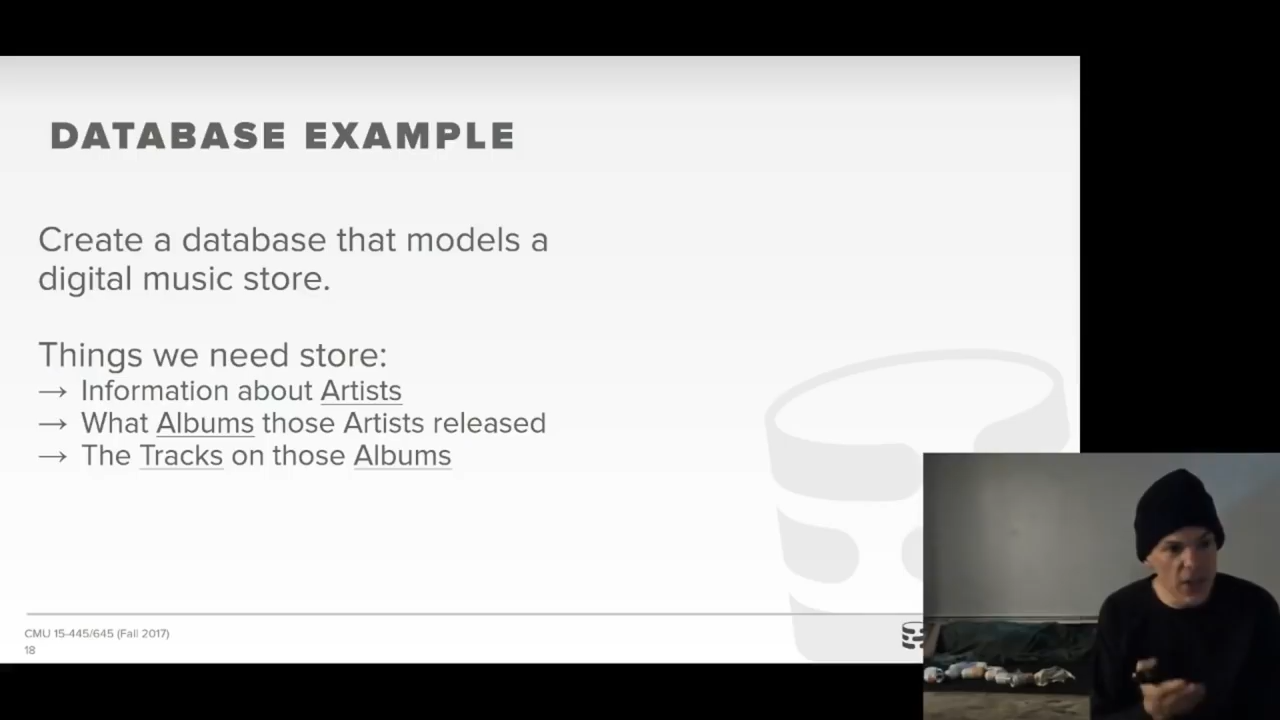 DATABASE EXAMPLE
Create a database that models a
digital music store.
Things we need store:
→ Information about Artists
→ What Albums those Artists released
→ The Tracks on those Albums
CMU 15-445/645 (Fall 2017)
18